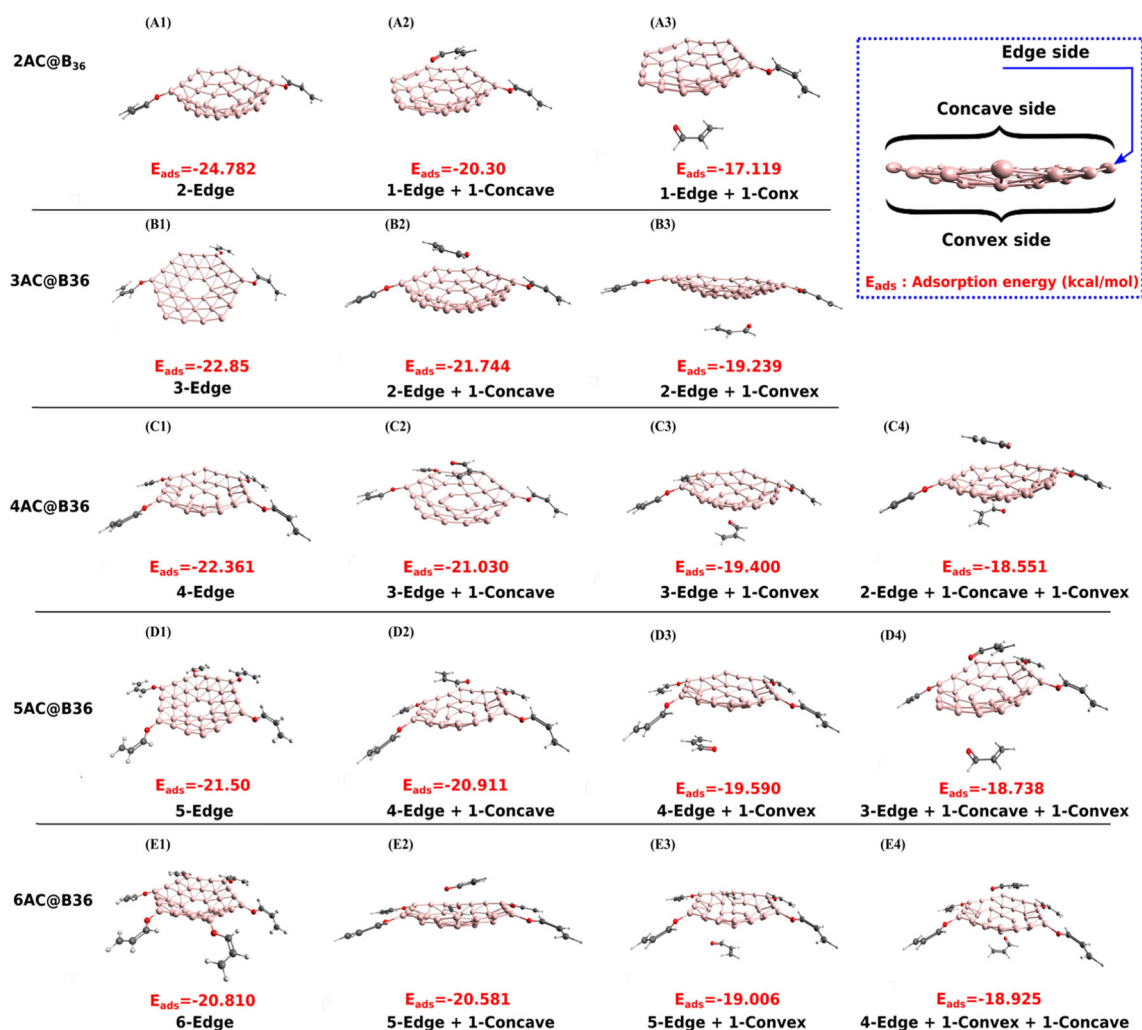 (A1) (A2) (A3)
2AC@B36
Edge side
Concave side
Convex side
Eads : Adsorption energy (kcal/mol)
Eads=-24.782 Eads=-20.30 Eads=-17.119
2-Edge 1-Edge + 1-Concave 1-Edge + 1-Conx
(B1) (B2) (B3)
3AC@B36
Eads=-22.85 Eads=-21.744 Eads=-19.239
3-Edge 2-Edge + 1-Concave 2-Edge + 1-Convex
(C1) (C2) (C3) (C4)
4AC@B36
Eads=-22.361 Eads=-21.030 Eads=-19.400 Eads=-18.551
4-Edge 3-Edge + 1-Concave 3-Edge + 1-Convex 2-Edge + 1-Concave + 1-Convex
(D1) (D2) (D3) (D4)
5AC@B36
Eads=-21.50 Eads=-20.911 Eads=-19.590 Eads=-18.738
5-Edge 4-Edge + 1-Concave 4-Edge + 1-Convex 3-Edge + 1-Concave + 1-Convex
(E1) (E2) (E3) (E4)
6AC@B36
Eads=-20.810 Eads=-20.581 Eads=-19.006 Eads=-18.925
6-Edge 5-Edge + 1-Concave 5-Edge + 1-Convex 4-Edge + 1-Convex + 1-Concave